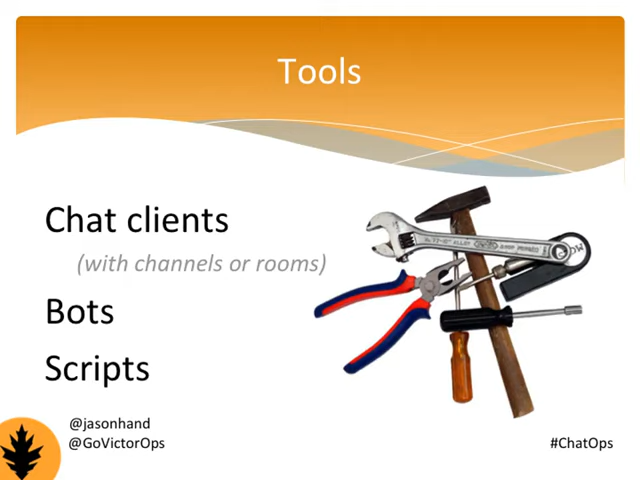 Tools
Chat clients
(with channels or rooms)
Bots
Scripts
@jasonhand
@GoVictorOps
#ChatOps